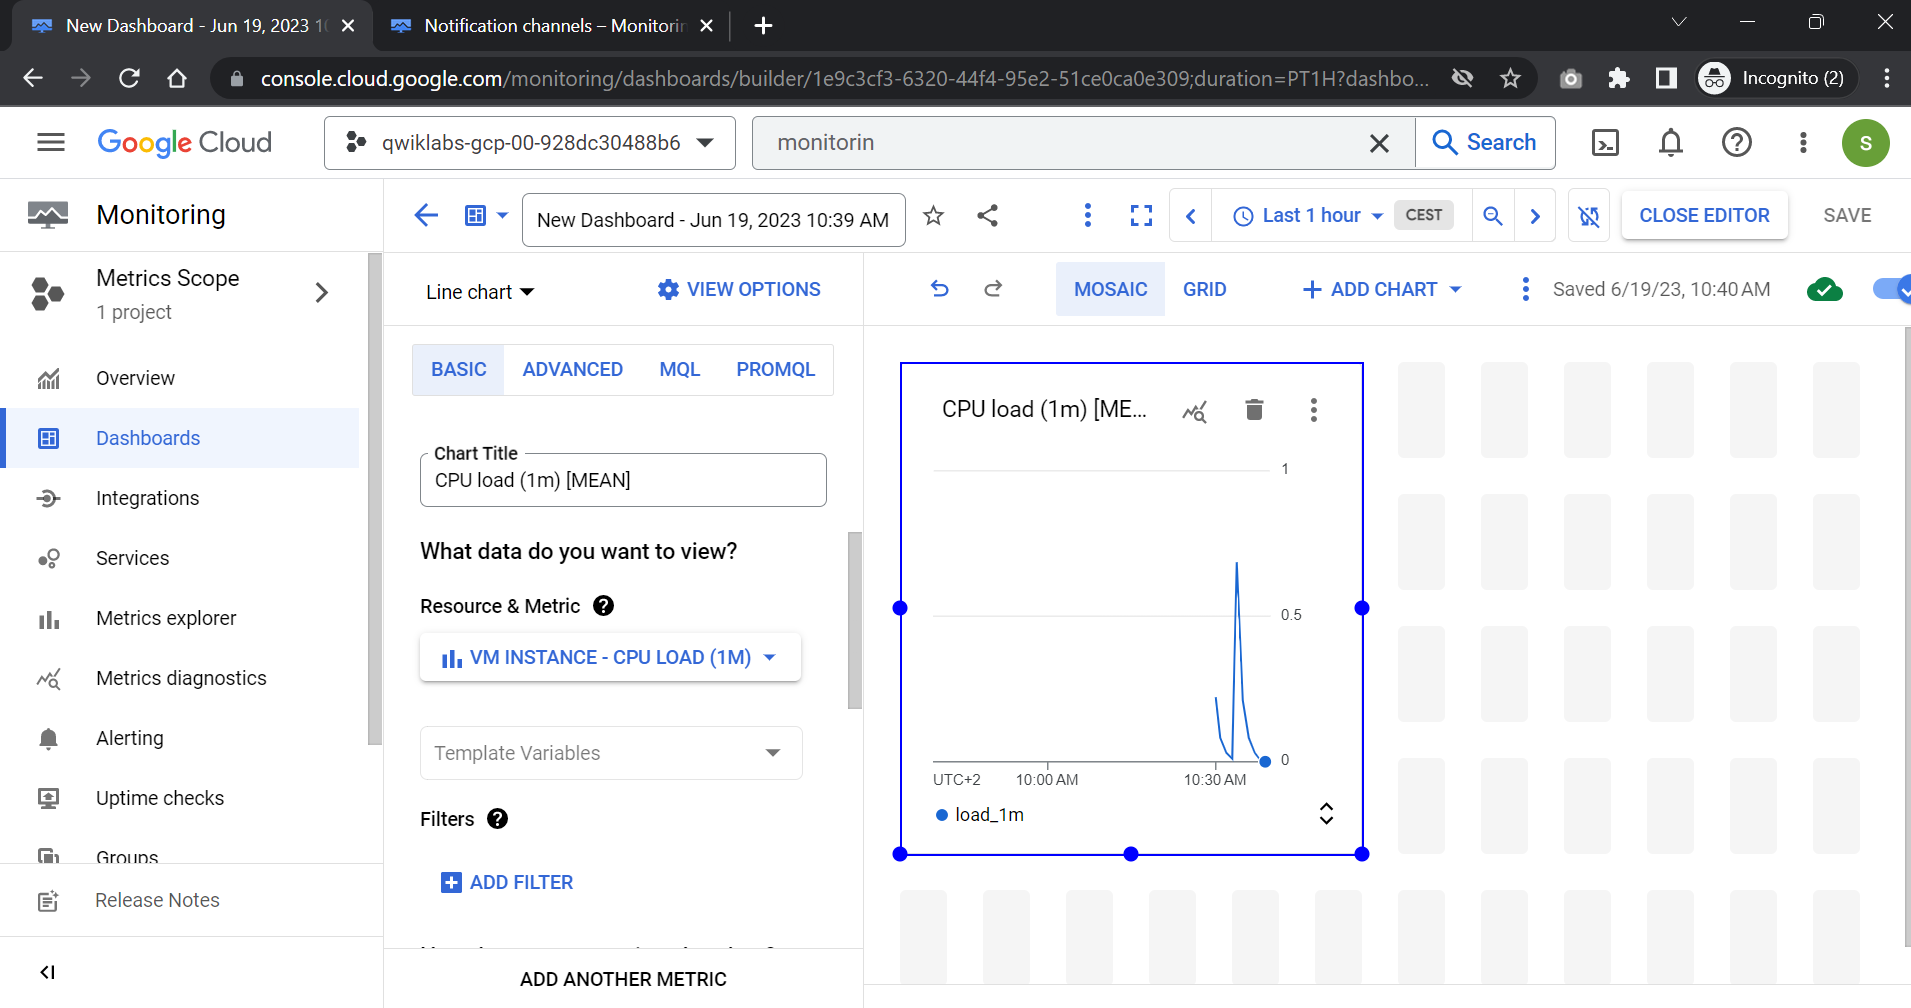 New Dashboard - Jun 19, 2023 1
Notification channels – Monitorin
console.cloud.google.com/monitoring/dashboards/builder/1e9c3cf3-6320-44f4-95e2-51ce0ca0e309;duration=PT1H?dashbo...
Incognito (2)
Google Cloud
qwiklabs-gcp-00-928dc30488b6
monitorin
Search
S
Monitoring
New Dashboard - Jun 19, 2023 10:39 AM
Last 1 hour
CEST
CLOSE EDITOR
SAVE
Metrics Scope
1 project
Overview
Dashboards
Integrations
Services
Metrics explorer
Metrics diagnostics
Alerting
Uptime checks
Groups
Release Notes
Line chart
VIEW OPTIONS
BASIC
ADVANCED
MQL
PROMQL
Chart Title
CPU load (1m) [MEAN]
What data do you want to view?
Resource & Metric
VM INSTANCE - CPU LOAD (1M)
Template Variables
Filters
ADD FILTER
ADD ANOTHER METRIC
MOSAIC
GRID
ADD CHART
Saved 6/19/23, 10:40 AM
CPU load (1m) [ME...
1
0.5
0
UTC+2
10:00 AM
10:30 AM
load_1m